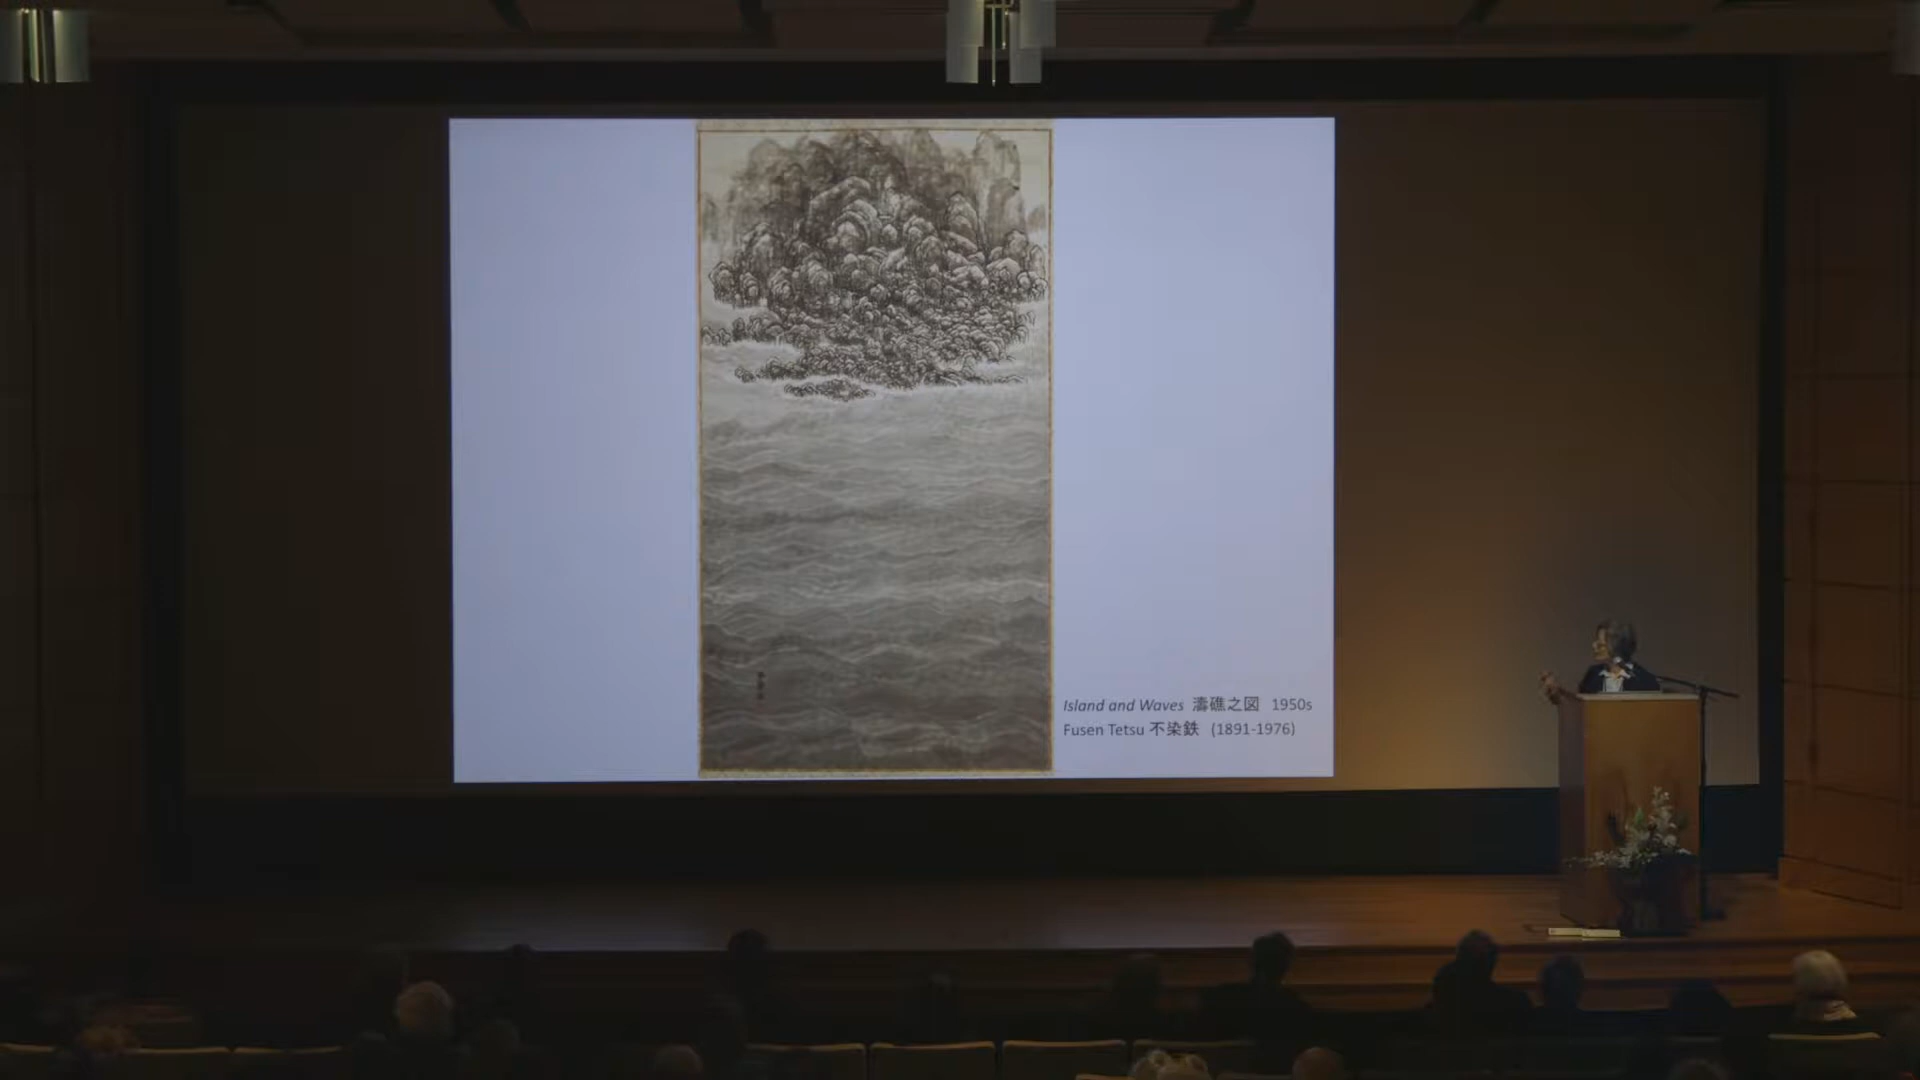 Island and Waves 濤礁之図 1950s
Fusen Tetsu 不染鉄 (1891-1976)